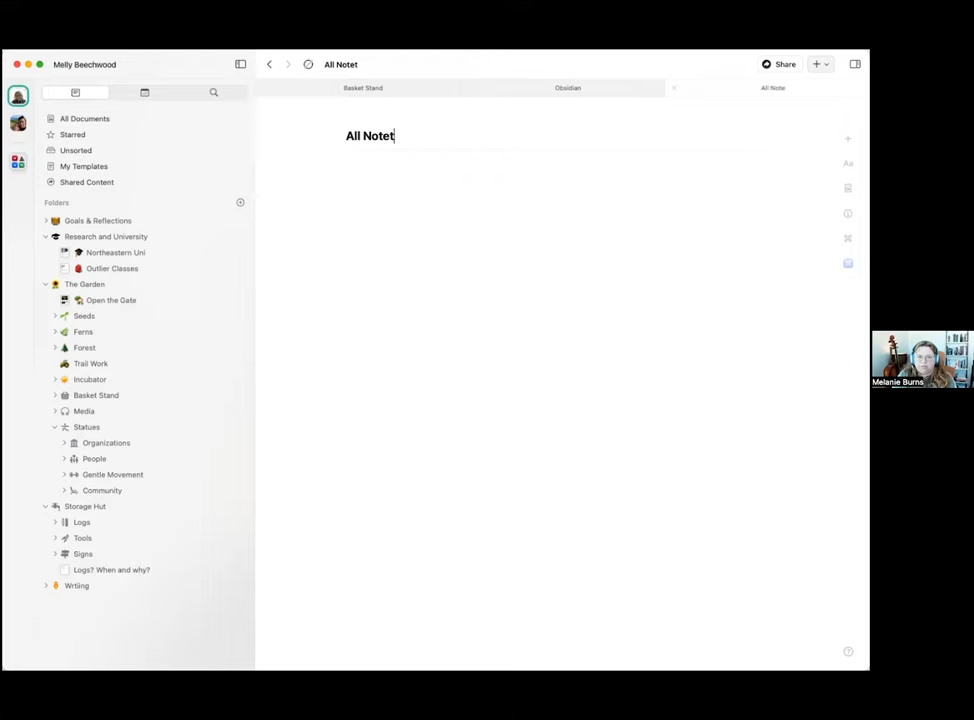 Melly Beechwood
All Notet
Share
Basket Stand
Obsidian
All Note
All Documents
Starred
Unsorted
My Templates
Shared Content
Folders
Goals & Reflections
Research and University
Northeastern Uni
Outlier Classes
The Garden
Open the Gate
Seeds
Ferns
Forest
Trail Work
Incubator
Basket Stand
Media
Statues
Organizations
People
Gentle Movement
Community
Storage Hut
Logs
Tools
Signs
Logs? When and why?
Wrtiing
All Notet
Aa
Melanie Burns